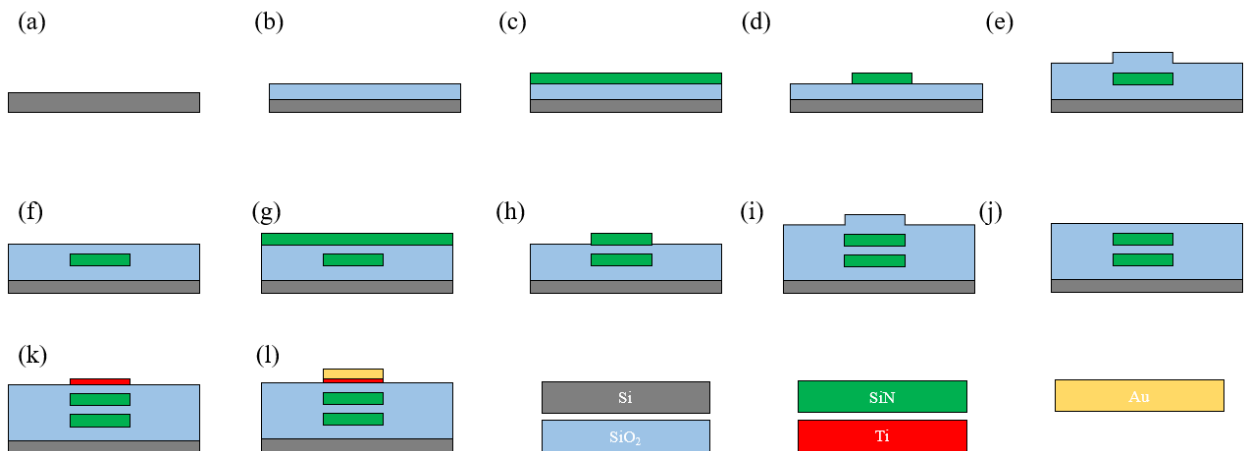 (a)
(b)
(c)
(d)
(e)
(f)
(g)
(h)
(i)
(j)
(k)
(l)
Si
SiN
Au
SiO₂
Ti